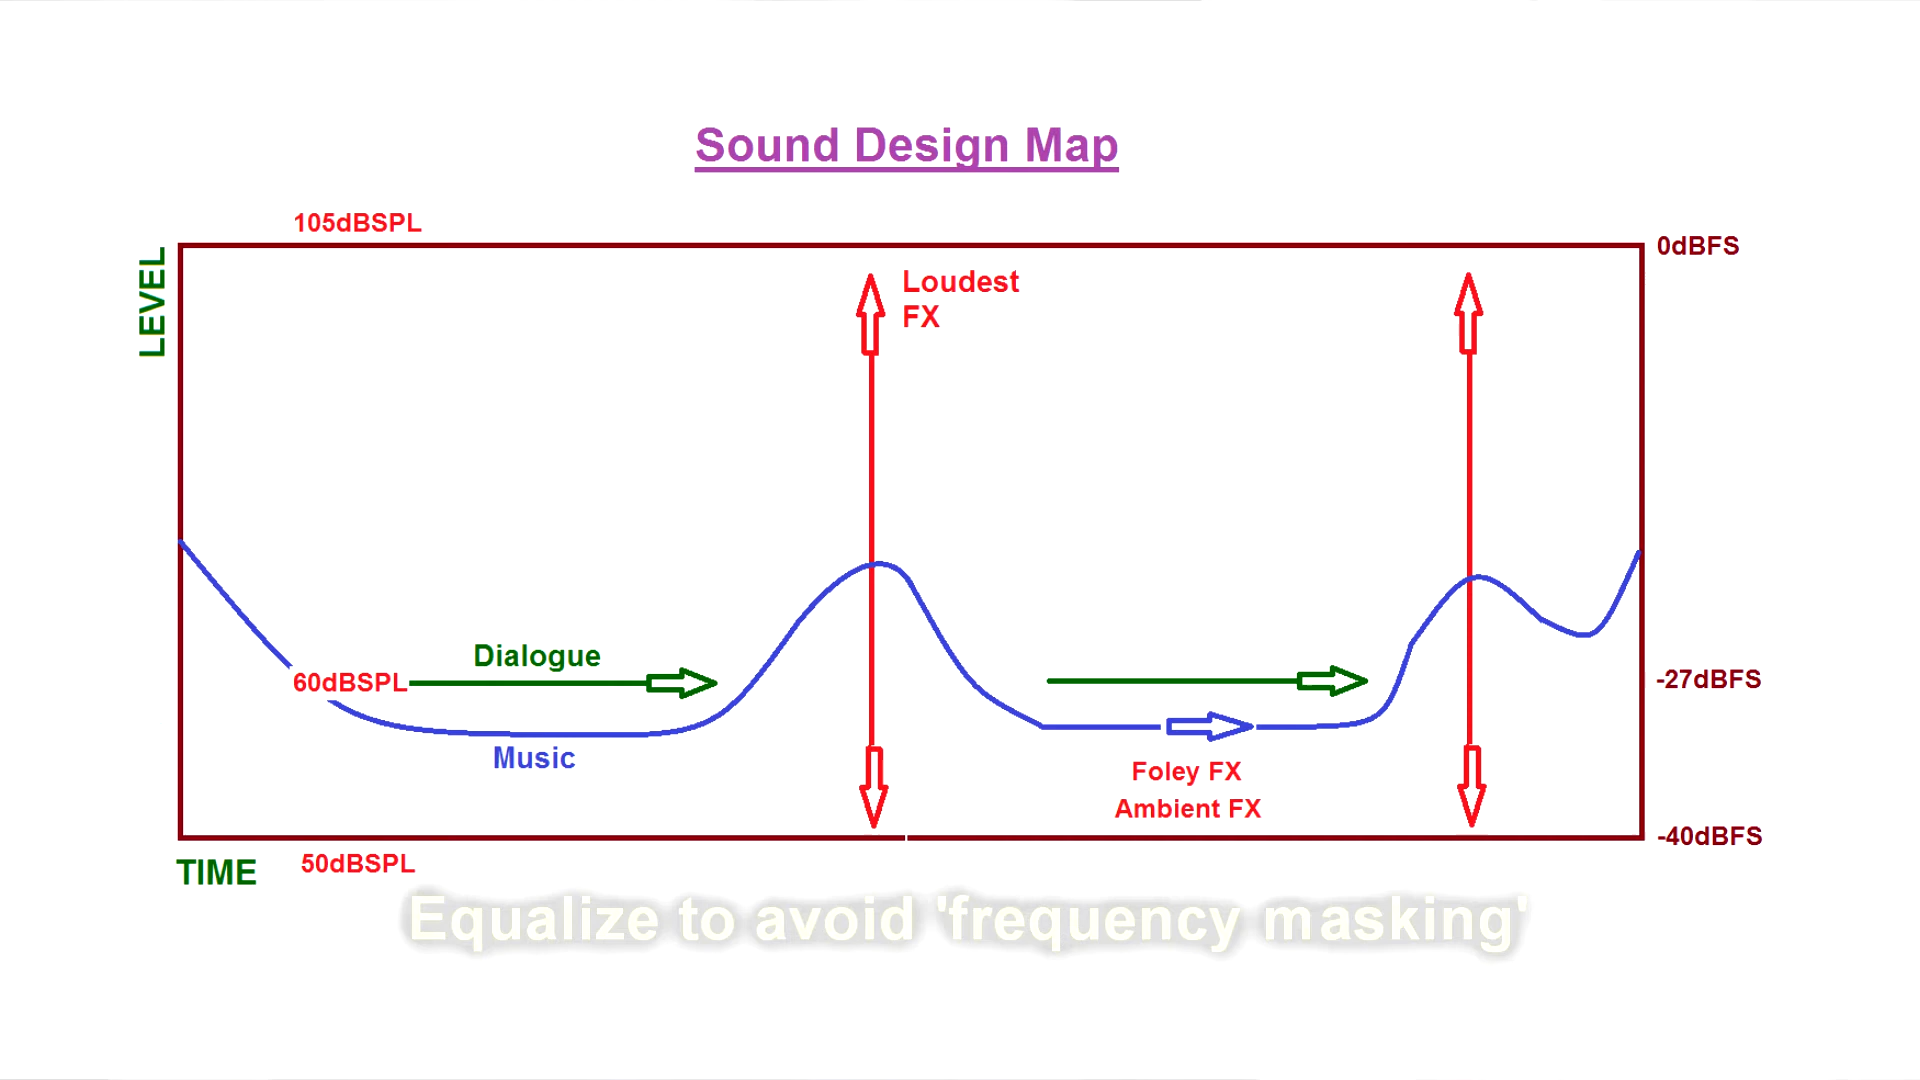 Sound Design Map
105dBSPL
0dBFS
LEVEL
Loudest
FX
Dialogue
60dBSPL
-27dBFS
Music
Foley FX
Ambient FX
-40dBFS
TIME
50dBSPL
Equalize to avoid 'frequency masking'